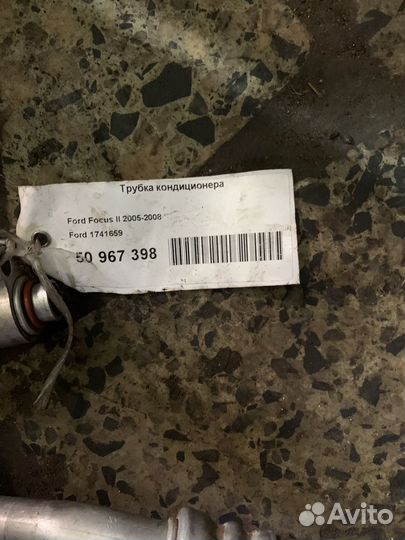 Трубка кондиционера
Ford Focus II 2005-2008
Ford 1741659
50 967 398
Avito